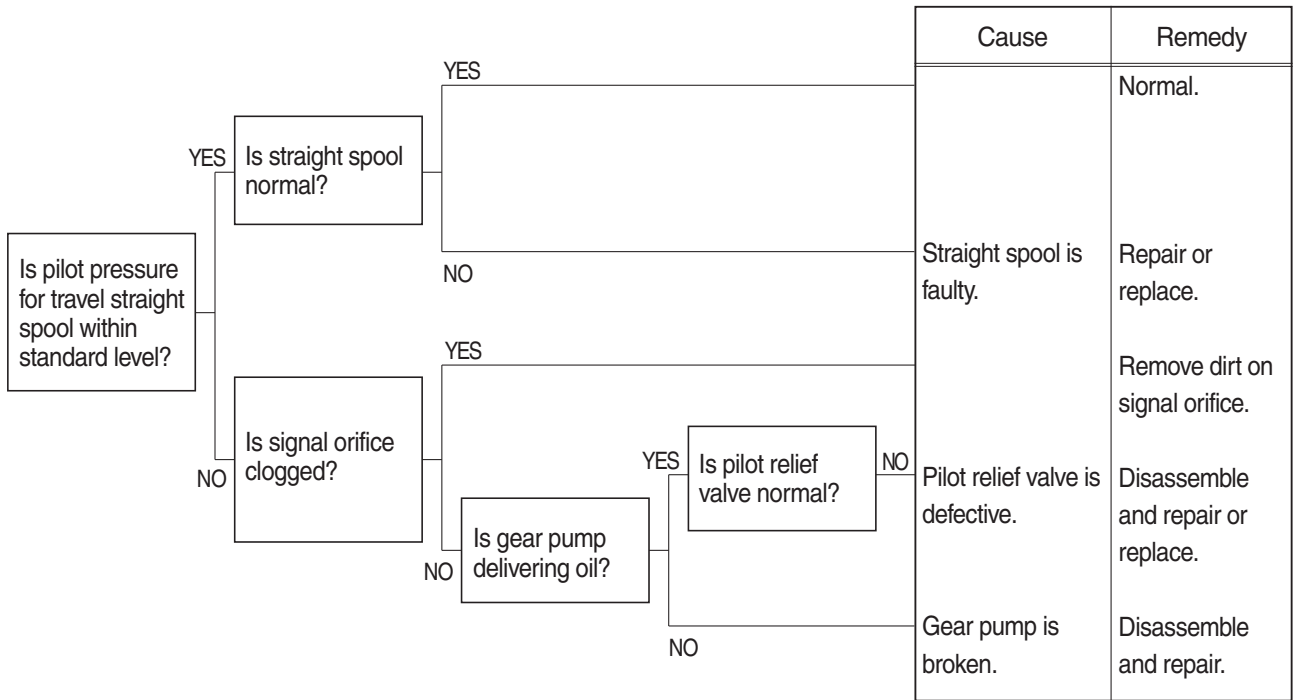 Cause
Remedy
YES
Normal.
YES
Is straight spool
normal?
NO
Straight spool is
faulty.
Repair or
replace.
Is pilot pressure
for travel straight
spool within
standard level?
YES
Remove dirt on
signal orifice.
NO
Is signal orifice
clogged?
YES
Is pilot relief
valve normal?
NO
Pilot relief valve is
defective.
Disassemble
and repair or
replace.
NO
Is gear pump
delivering oil?
NO
Gear pump is
broken.
Disassemble
and repair.